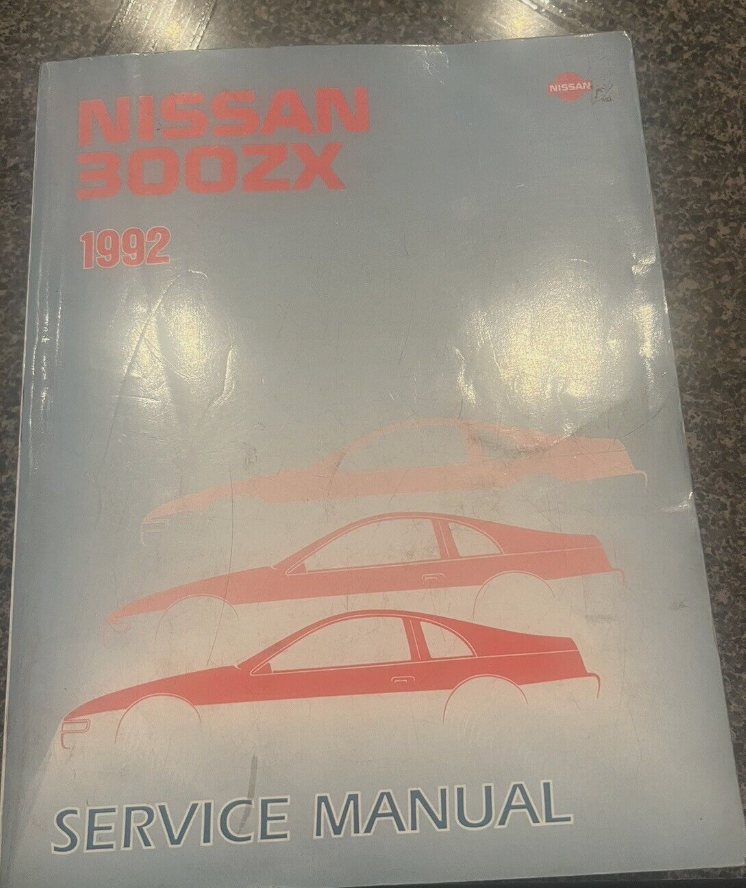 NISSAN
300ZX
NISSAN
1992
SERVICE MANUAL